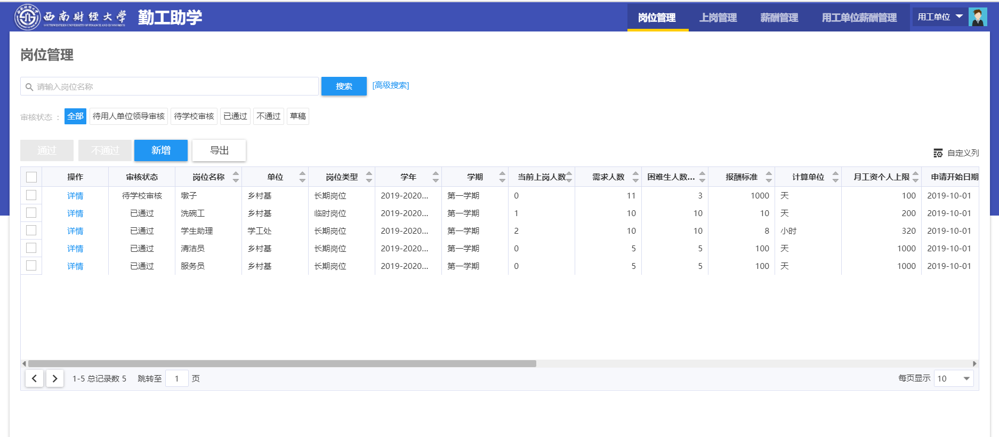 西南财经大学 勤工助学 岗位管理 上岗管理 薪酬管理 用工单位薪酬管理 用工单位
SOUTHWESTERN UNIVERSITY OF FINANCE AND ECONOMICS
岗位管理
请输入岗位名称 搜索 [高级搜索]
审核状态 : 全部 待用人单位领导审核 待学校审核 已通过 不通过 草稿
通过 不通过 新增 导出 自定义列
操作 审核状态 岗位名称 单位 岗位类型 学年 学期 当前上岗人数 需求人数 困难生人数... 报酬标准 计算单位 月工资个人上限 申请开始日期
详情 待学校审核 墩子 乡村基 长期岗位 2019-2020... 第一学期 0 11 3 1000 天 100 2019-10-01
详情 已通过 洗碗工 乡村基 临时岗位 2019-2020... 第一学期 1 10 10 10 天 200 2019-10-01
详情 已通过 学生助理 学工处 长期岗位 2019-2020... 第一学期 2 10 10 8 小时 320 2019-10-01
详情 已通过 清洁员 乡村基 长期岗位 2019-2020... 第一学期 0 5 5 100 天 1000 2019-10-01
详情 已通过 服务员 乡村基 长期岗位 2019-2020... 第一学期 0 5 5 100 天 1000 2019-10-01
1-5 总记录数 5 跳转至 1 页 每页显示 10